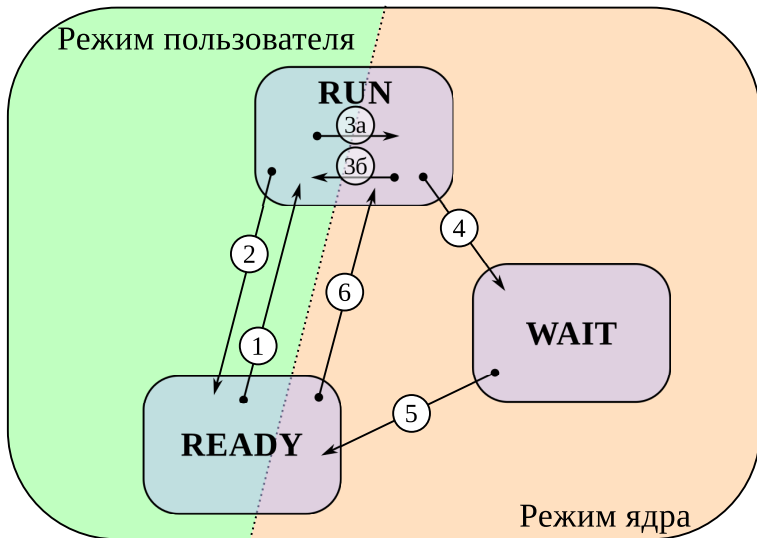 Режим пользователя
RUN
3а
3б
2
4
6
1
WAIT
5
READY
Режим ядра